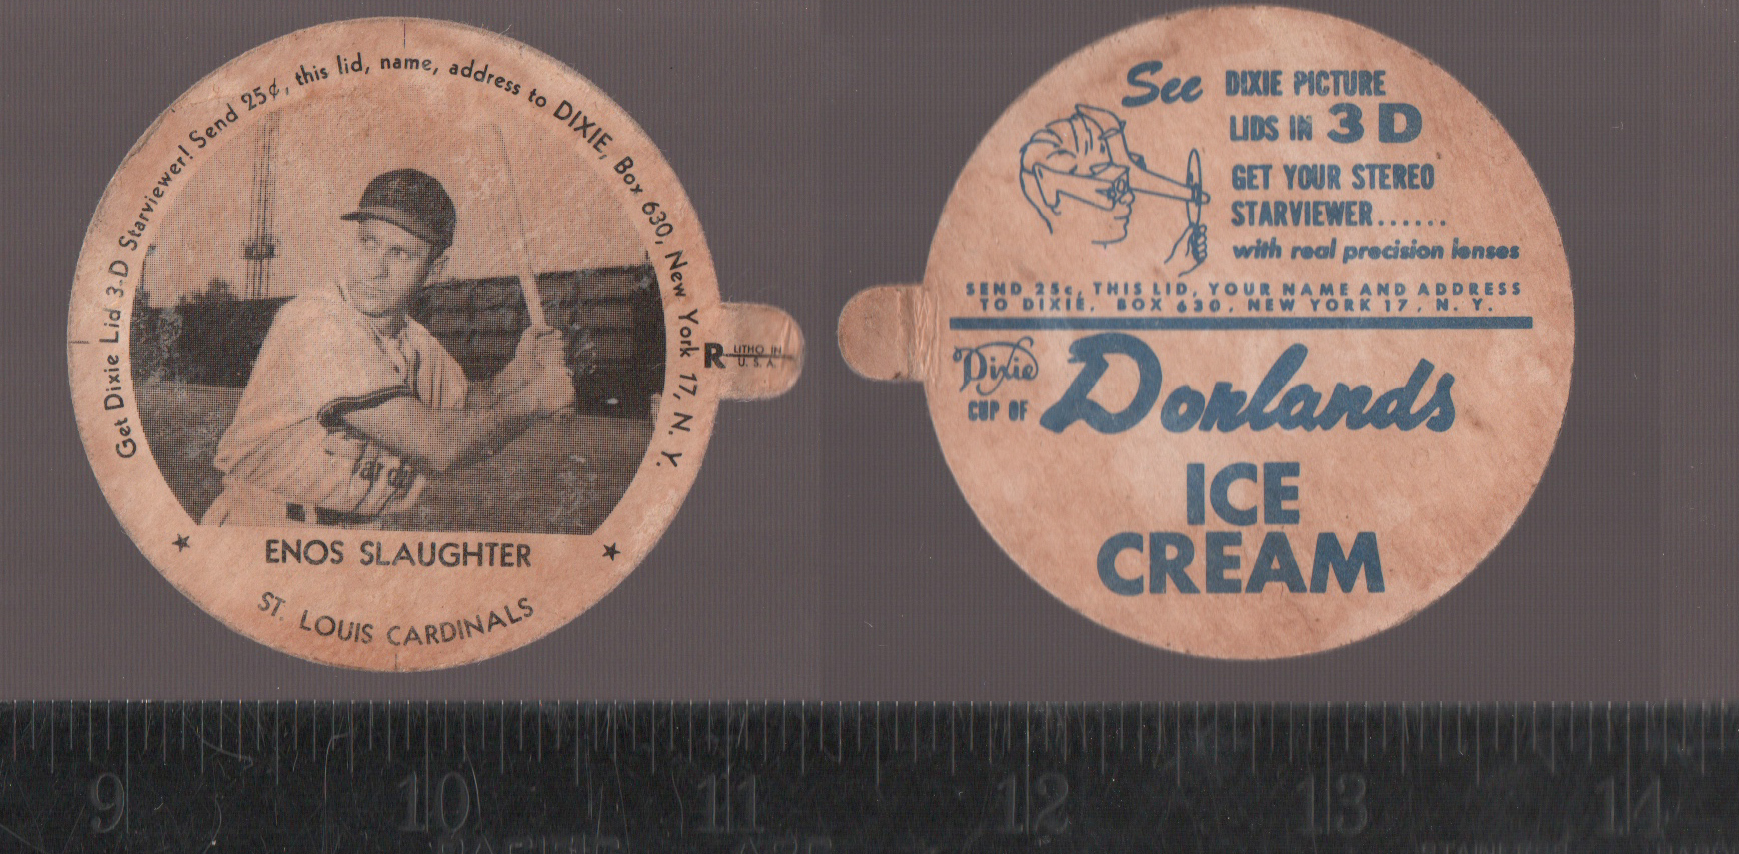 Get Dixie Lid 3-D Starviewer! Send 25¢, this lid, name, address to DIXIE, Box 630, New York 17, N. Y.
R LITHO IN
U. S. A.
ENOS SLAUGHTER
ST. LOUIS CARDINALS
See DIXIE PICTURE
LIDS IN 3 D
GET YOUR STEREO
STARVIEWER......
with real precision lenses
SEND 25c, THIS LID, YOUR NAME AND ADDRESS
TO DIXIE, BOX 630, NEW YORK 17, N. Y.
Dixie
CUP OF
Dorlands
ICE
CREAM
9 10 11 12 13 14